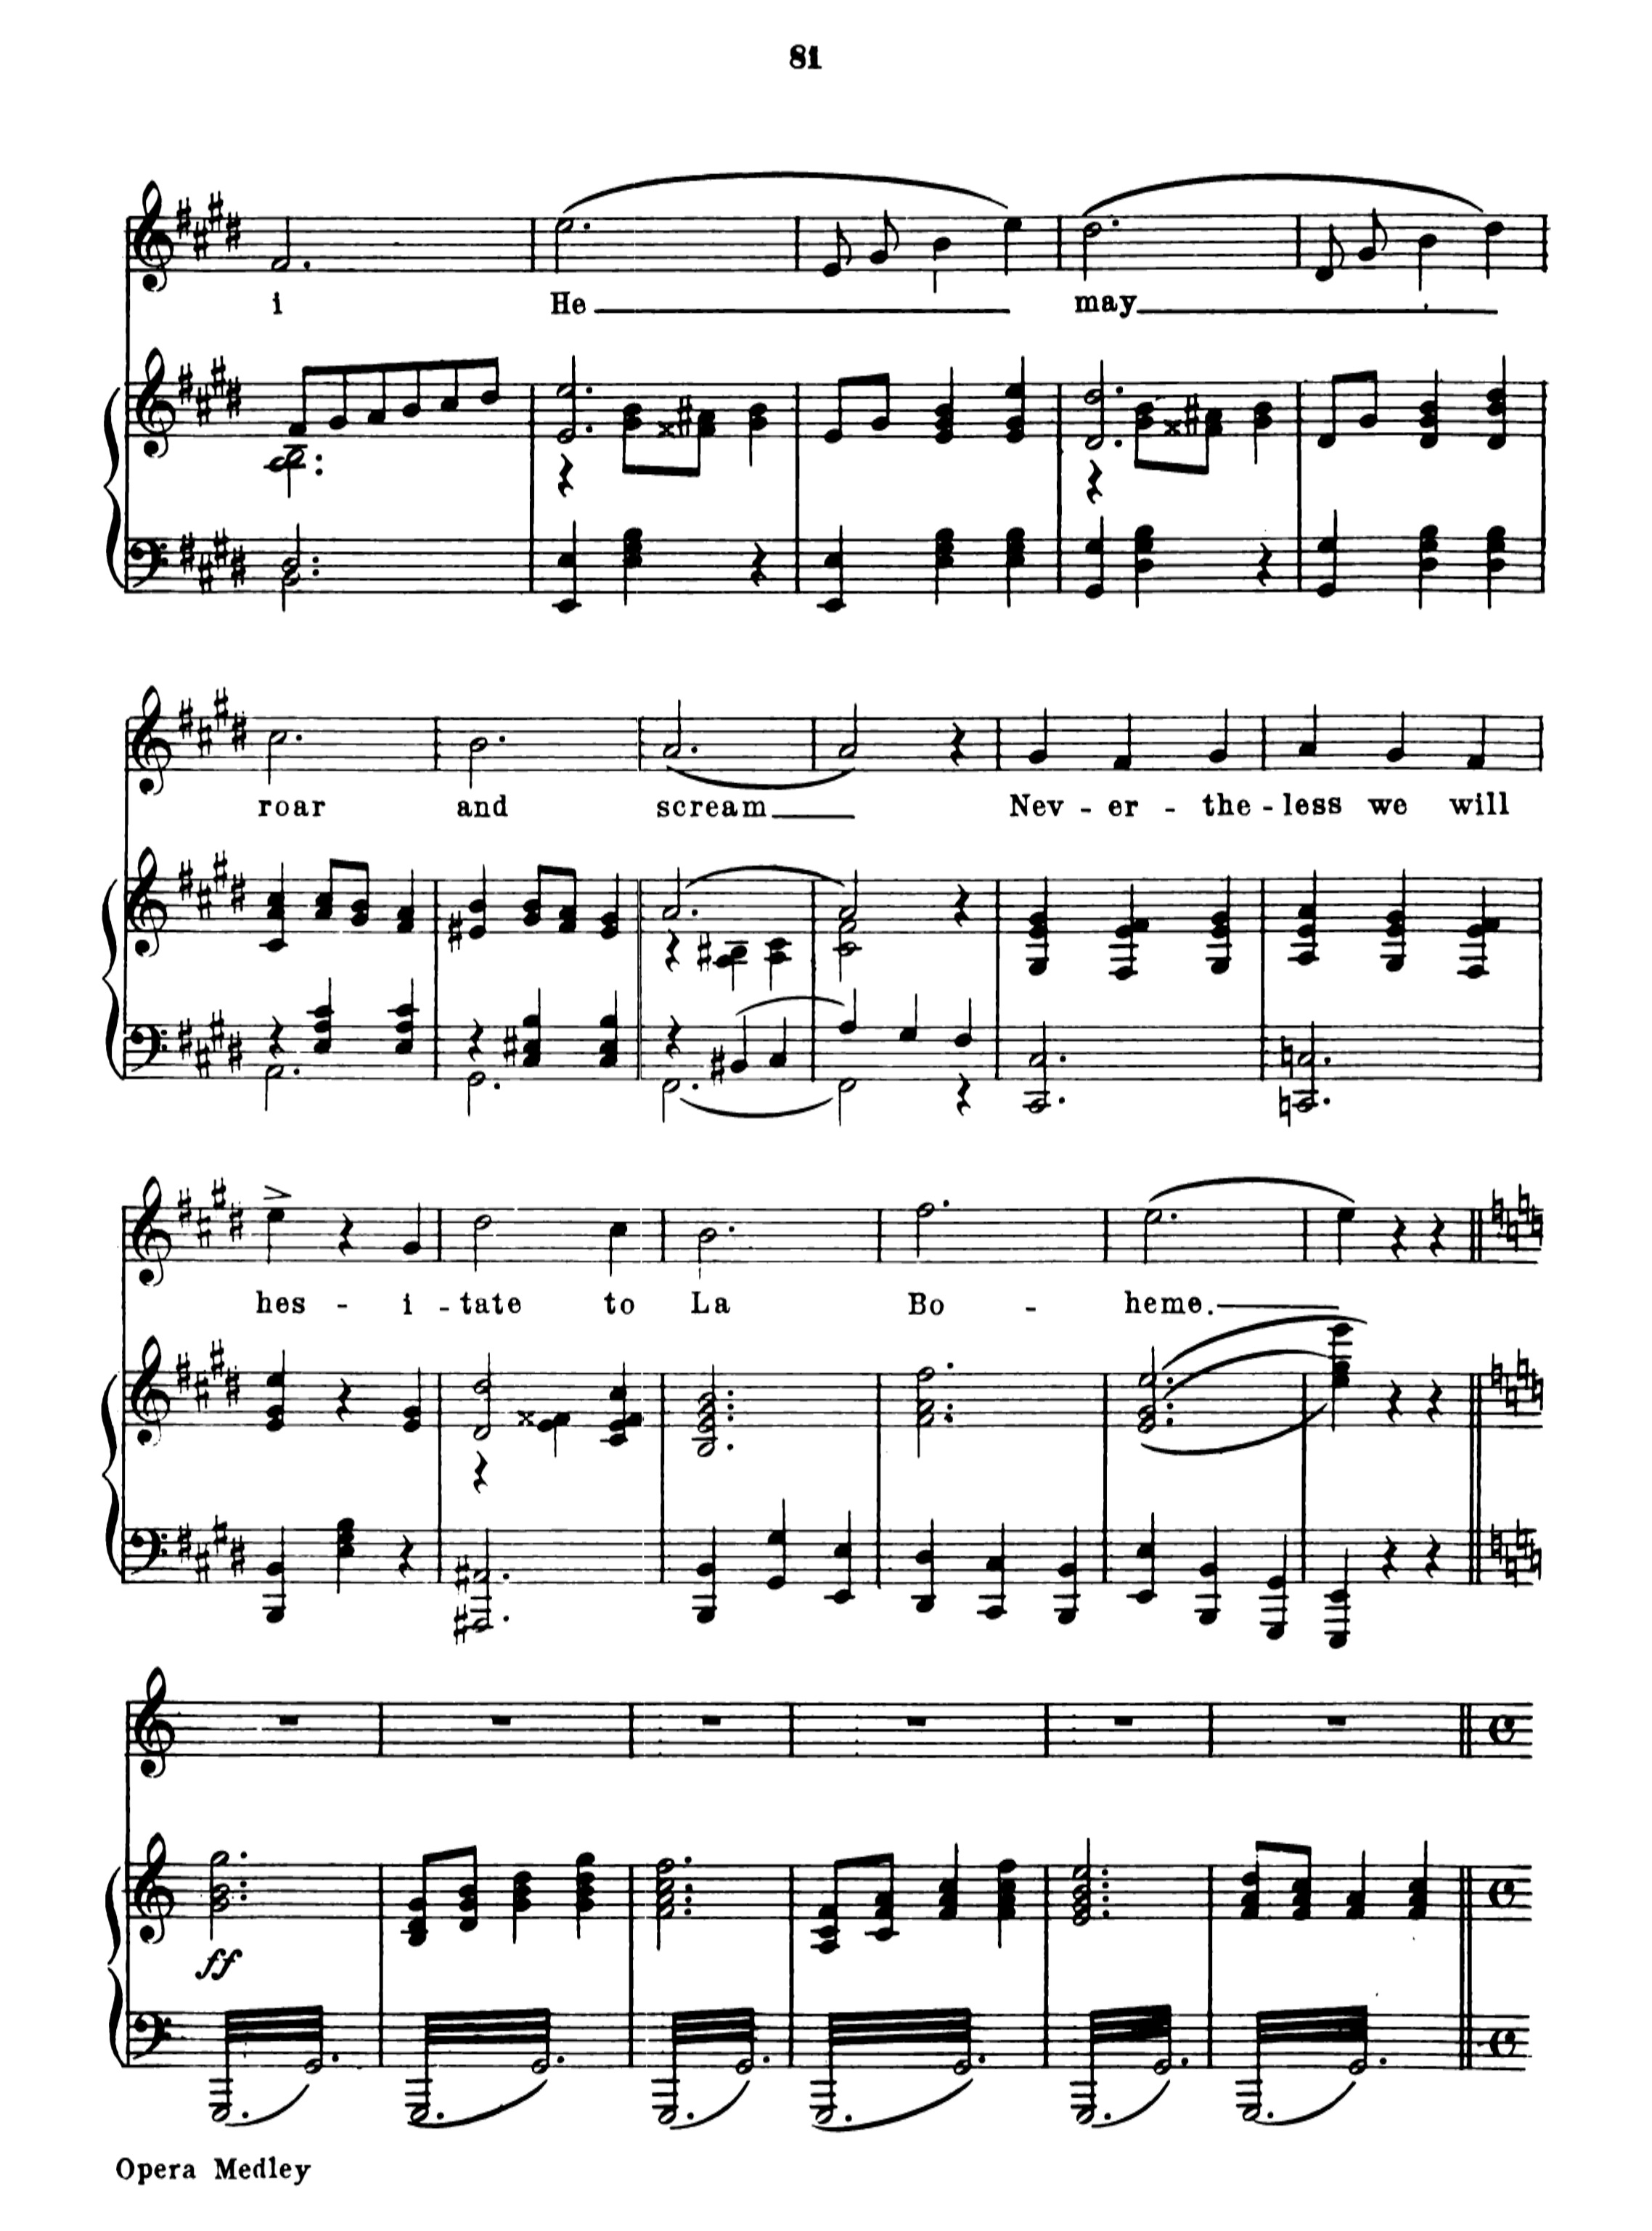 81
i He may
roar and scream Nev - er - the - less we will
hes - i - tate to La Bo - heme.
ff
Opera Medley